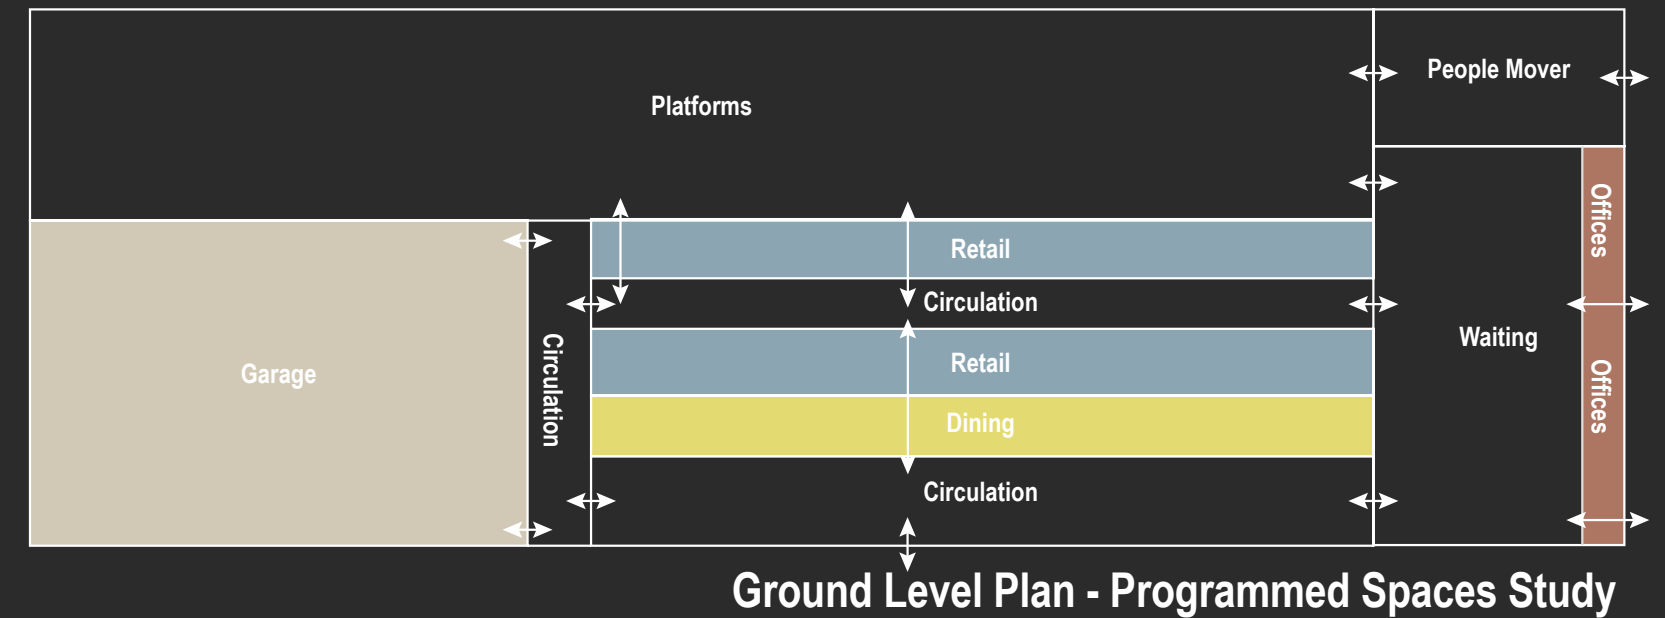 People Mover
Platforms
Offices
Retail
Circulation
Waiting
Circulation
Retail
Garage
Offices
Dining
Circulation
Ground Level Plan - Programmed Spaces Study